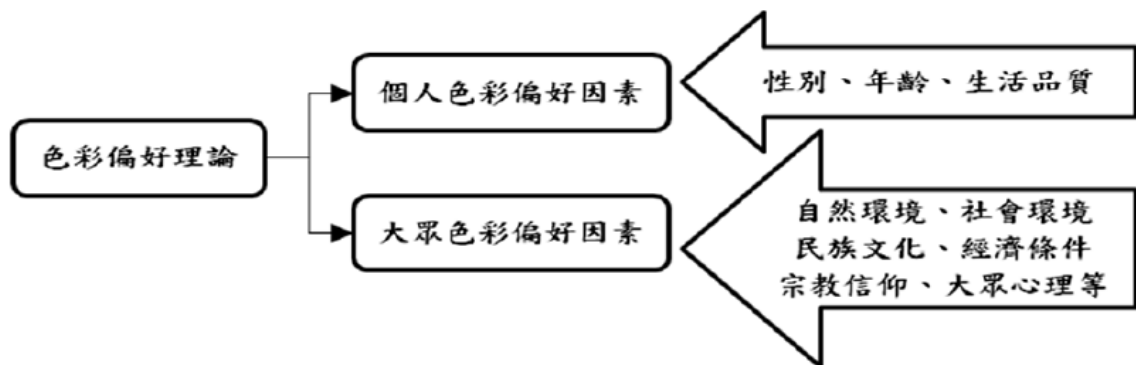 色彩偏好理論
個人色彩偏好因素
性別、年齡、生活品質
大眾色彩偏好因素
自然環境、社會環境
民族文化、經濟條件
宗教信仰、大眾心理等